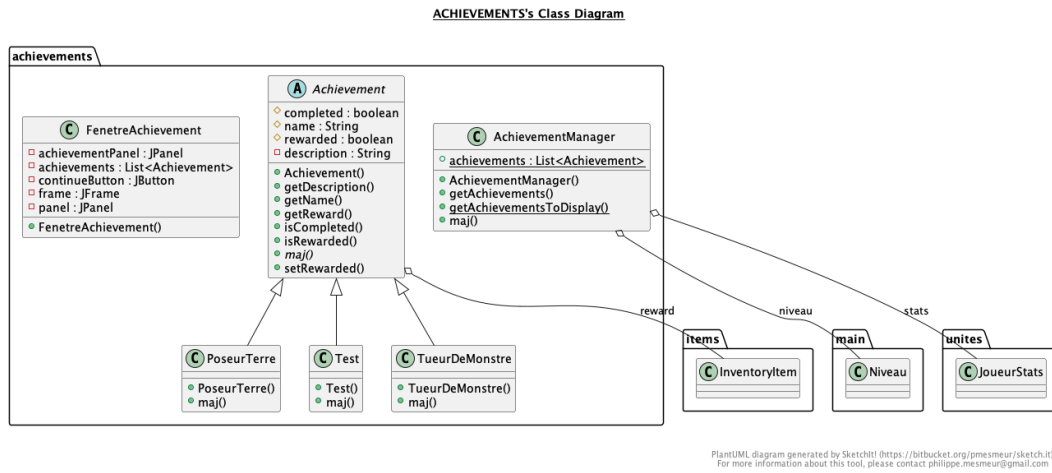 ACHIEVEMENTS's Class Diagram
achievements
C FenetreAchievement
achievementPanel : JPanel
achievements : List<Achievement>
continueButton : JButton
frame : JFrame
panel : JPanel
FenetreAchievement()
A Achievement
completed : boolean
name : String
rewarded : boolean
description : String
Achievement()
getDescription()
getName()
getReward()
isCompleted()
isRewarded()
maj()
setRewarded()
C AchievementManager
achievements : List<Achievement>
AchievementManager()
getAchievements()
getAchievementsToDisplay()
maj()
reward
niveau
stats
C PoseurTerre
PoseurTerre()
maj()
C Test
Test()
maj()
C TueurDeMonstre
TueurDeMonstre()
maj()
items
C InventoryItem
main
C Niveau
unites
C JoueurStats
PlantUML diagram generated by SketchIt! (https://bitbucket.org/pmesmeur/sketch.it)
For more information about this tool, please contact philippe.mesmeur@gmail.com